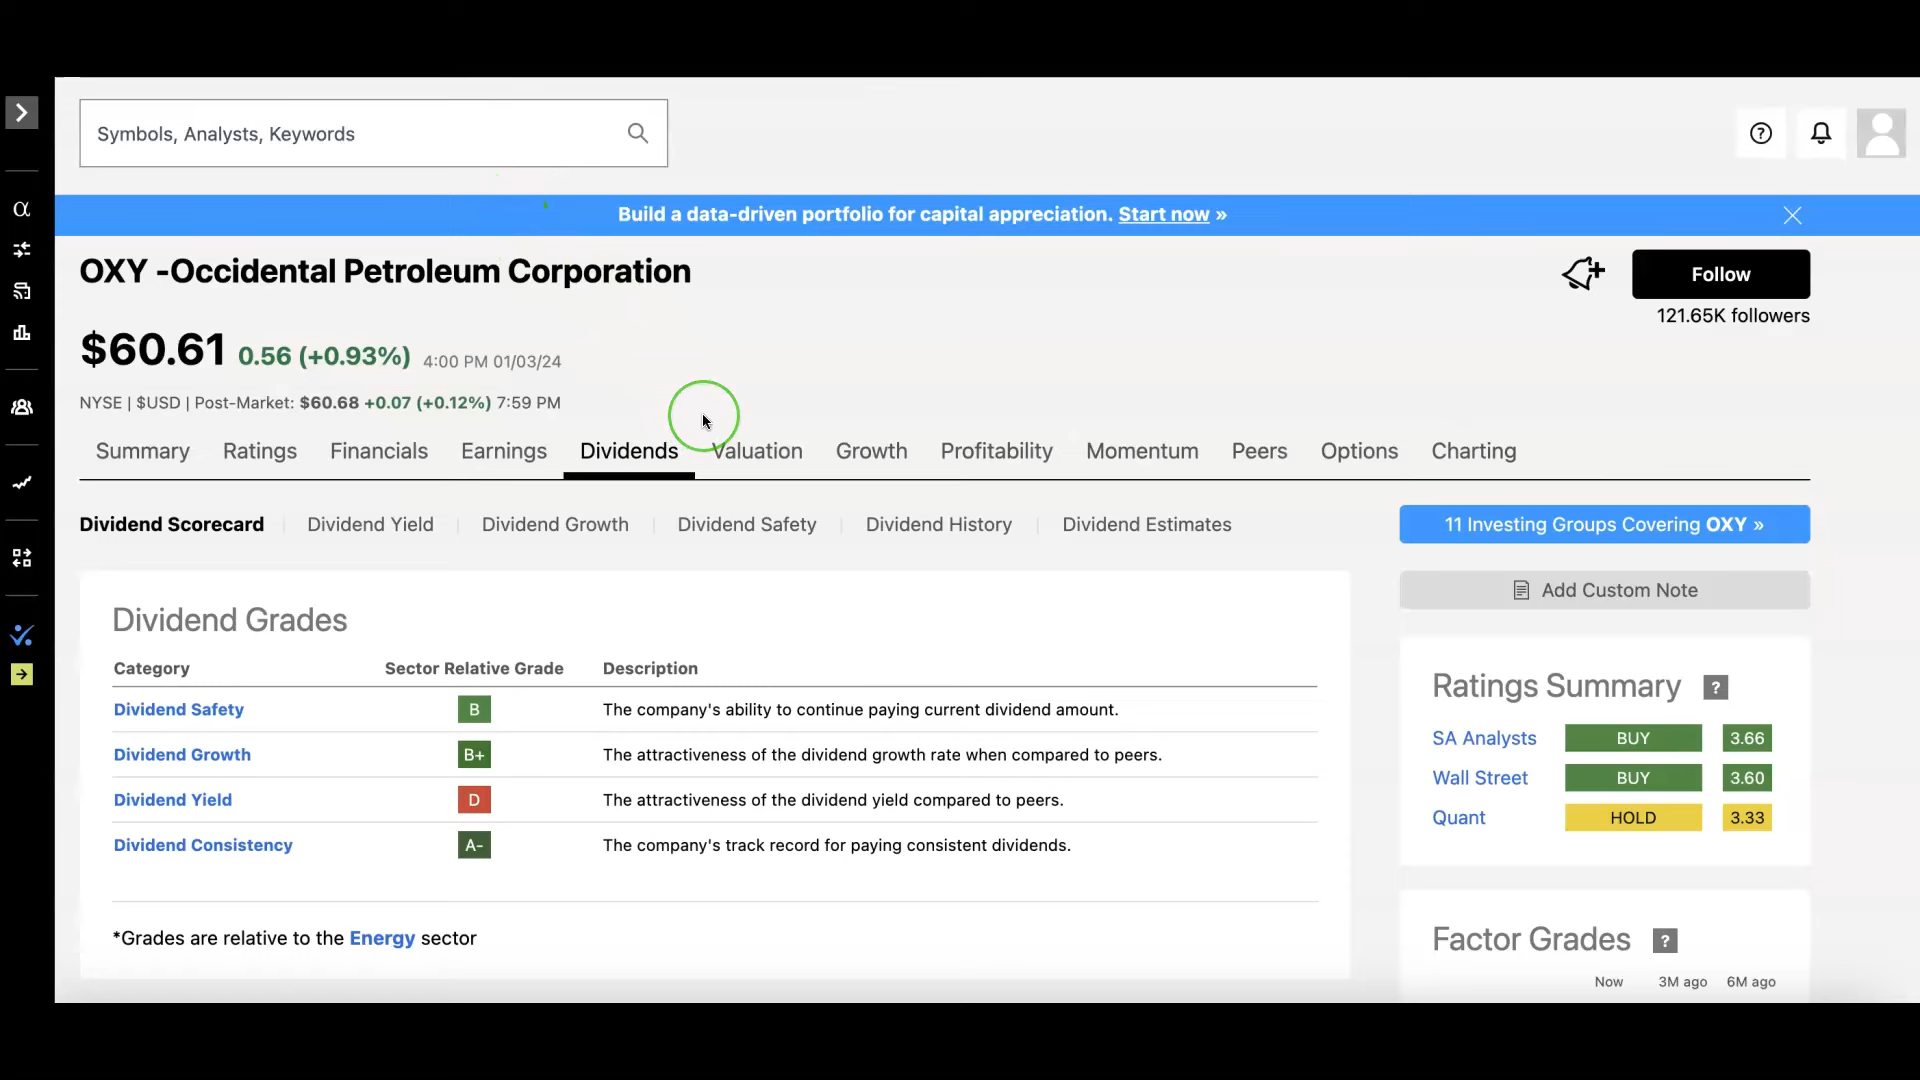 Symbols, Analysts, Keywords
Build a data-driven portfolio for capital appreciation. Start now »
OXY -Occidental Petroleum Corporation
Follow
121.65K followers
$60.61 0.56 (+0.93%) 4:00 PM 01/03/24
NYSE | $USD | Post-Market: $60.68 +0.07 (+0.12%) 7:59 PM
Summary Ratings Financials Earnings Dividends Valuation Growth Profitability Momentum Peers Options Charting
Dividend Scorecard Dividend Yield Dividend Growth Dividend Safety Dividend History Dividend Estimates
11 Investing Groups Covering OXY »
Add Custom Note
Dividend Grades
Category Sector Relative Grade Description
Dividend Safety B The company's ability to continue paying current dividend amount.
Dividend Growth B+ The attractiveness of the dividend growth rate when compared to peers.
Dividend Yield D The attractiveness of the dividend yield compared to peers.
Dividend Consistency A- The company's track record for paying consistent dividends.
*Grades are relative to the Energy sector
Ratings Summary ?
SA Analysts BUY 3.66
Wall Street BUY 3.60
Quant HOLD 3.33
Factor Grades ?
Now 3M ago 6M ago